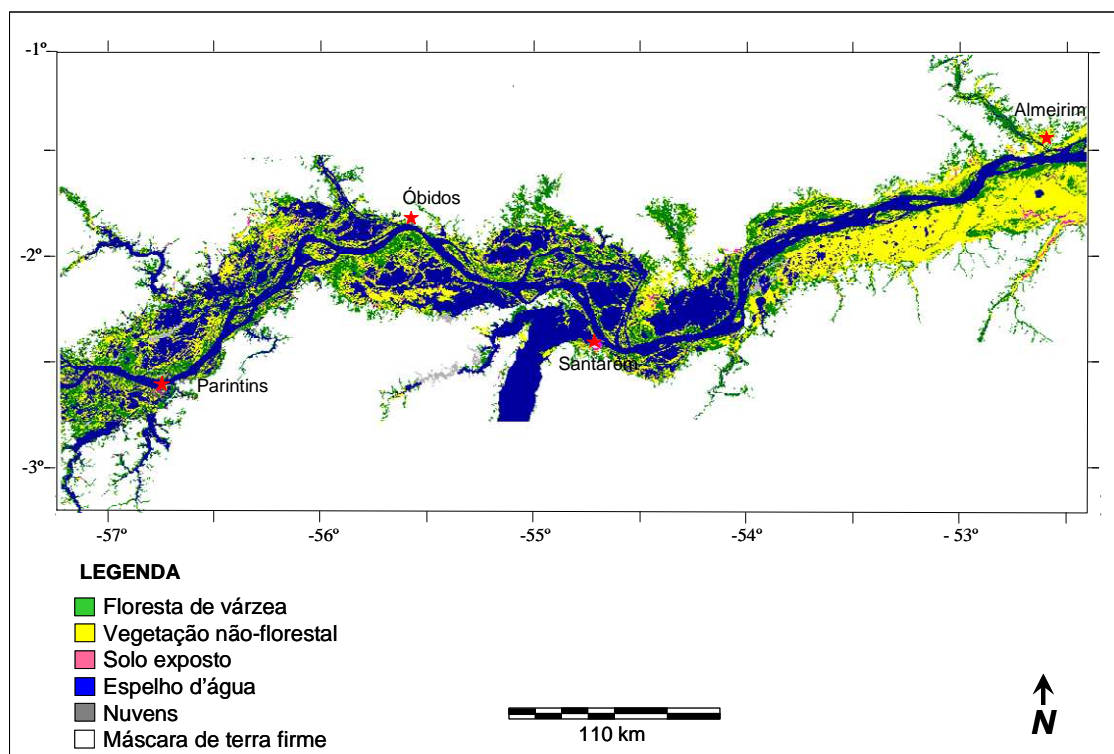 -1º
Almeirim
Óbidos
-2º
Santarém
Parintins
-3º
-57º
-56º
-55º
-54º
- 53º
LEGENDA
Floresta de várzea
Vegetação não-florestal
Solo exposto
Espelho d'água
Nuvens
Máscara de terra firme
110 km
N